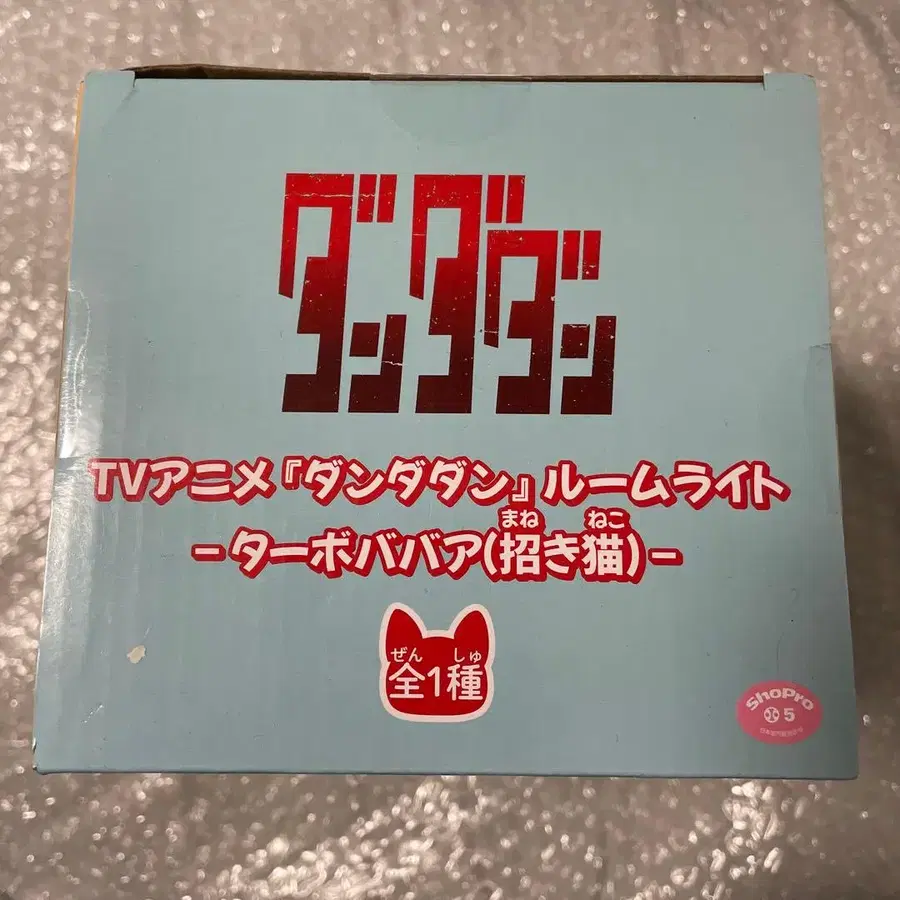 ダンダダン
TVアニメ『ダンダダン』ルームライト
まね ねこ
-ターボババア(招き猫)-
ぜん しゅ
全1種
ShoPro
5